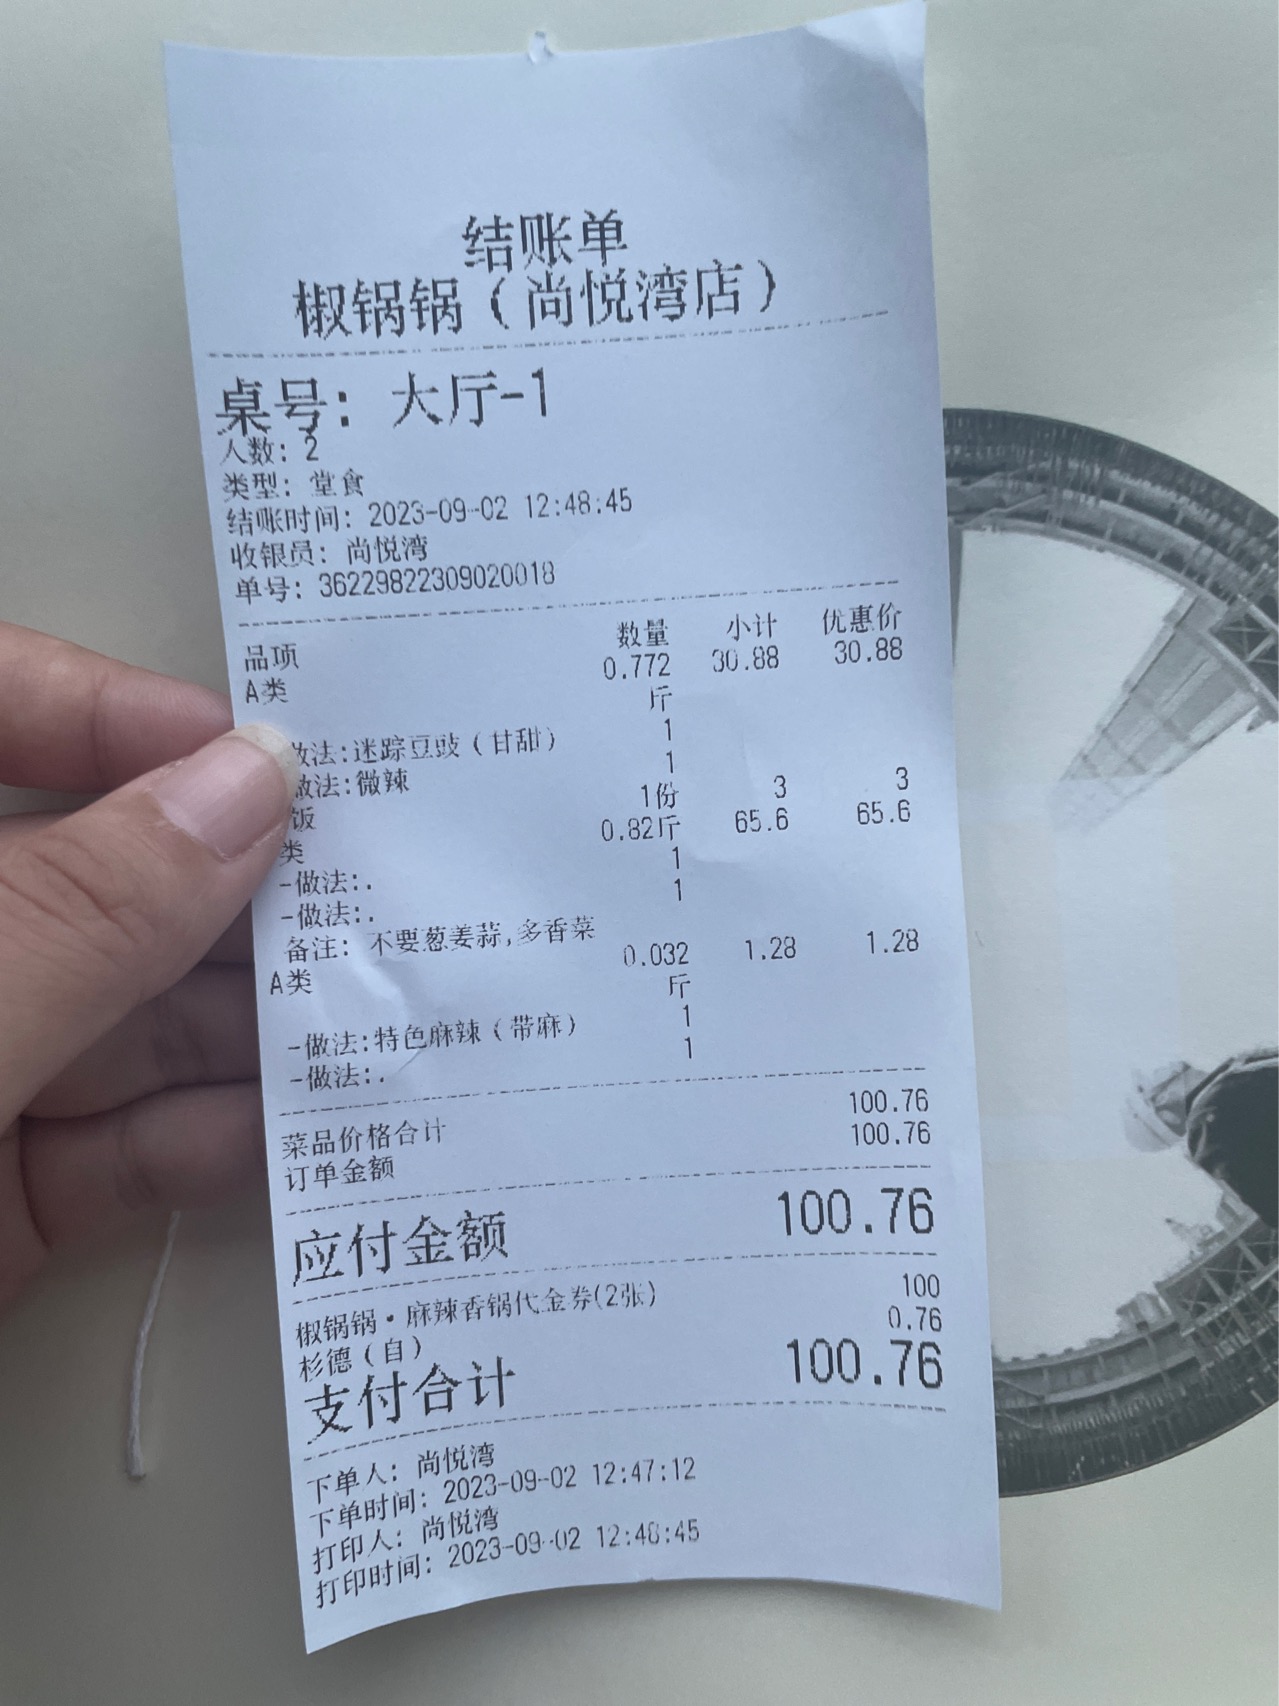 结账单
椒锅锅（尚悦湾店）
桌号：大厅-1
人数：2
类型：堂食
结账时间：2023-09-02 12:48:45
收银员：尚悦湾
单号：36229822309020018
品项 数量 小计 优惠价
A类 0.772 30.88 30.88
斤
做法:迷踪豆豉（甘甜） 1
做法:微辣 1
饭 1份 3 3
类 0.82斤 65.6 65.6
-做法:. 1
-做法:. 1
备注：不要葱姜蒜,多香菜
A类 0.032 1.28 1.28
斤
-做法:特色麻辣（带麻） 1
-做法:. 1
菜品价格合计 100.76
订单金额 100.76
应付金额 100.76
椒锅锅·麻辣香锅代金券(2张) 100
杉德（自） 0.76
支付合计 100.76
下单人：尚悦湾
下单时间：2023-09-02 12:47:12
打印人：尚悦湾
打印时间：2023-09-02 12:48:45